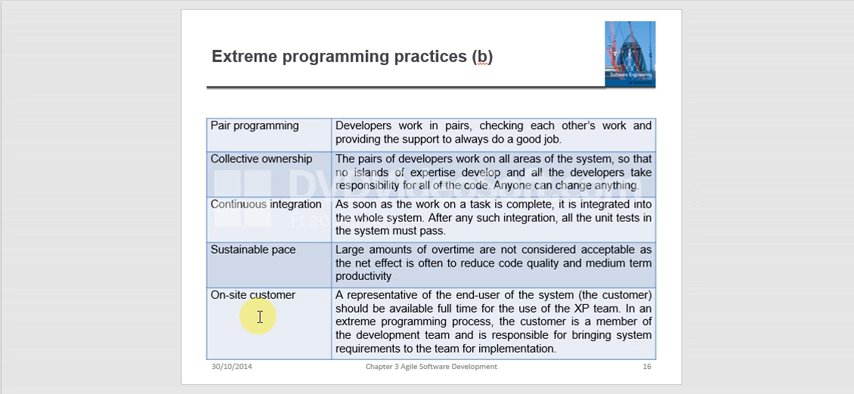 Extreme programming practices (b)
Software Engineering
Pair programming
Developers work in pairs, checking each other's work and
providing the support to always do a good job.
Collective ownership
The pairs of developers work on all areas of the system, so that
no islands of expertise develop and all the developers take
responsibility for all of the code. Anyone can change anything.
Continuous integration
As soon as the work on a task is complete, it is integrated into
the whole system. After any such integration, all the unit tests in
the system must pass.
Sustainable pace
Large amounts of overtime are not considered acceptable as
the net effect is often to reduce code quality and medium term
productivity
On-site customer
A representative of the end-user of the system (the customer)
should be available full time for the use of the XP team. In an
extreme programming process, the customer is a member of
the development team and is responsible for bringing system
requirements to the team for implementation.
30/10/2014
Chapter 3 Agile Software Development
16